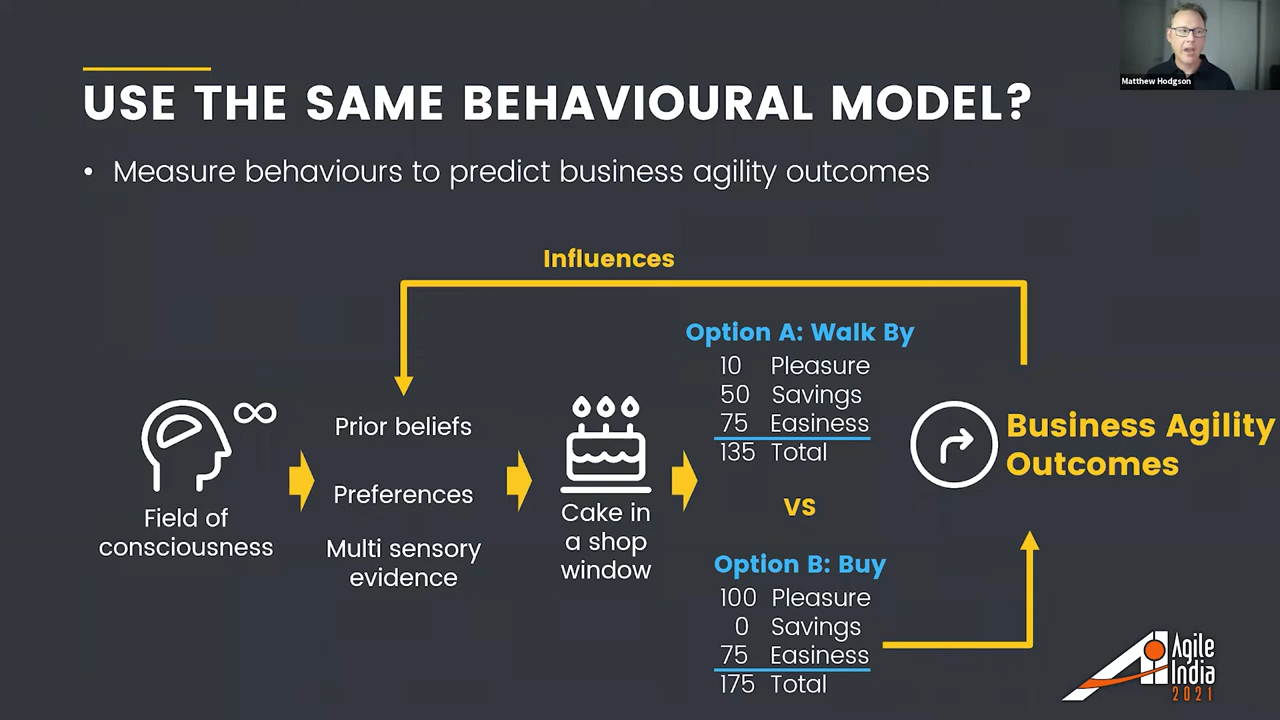 Matthew Hodgson
USE THE SAME BEHAVIOURAL MODEL?
• Measure behaviours to predict business agility outcomes
Influences
Field of
consciousness
Prior beliefs
Preferences
Multi sensory
evidence
Cake in
a shop
window
Option A: Walk By
10 Pleasure
50 Savings
75 Easiness
135 Total
VS
Option B: Buy
100 Pleasure
0 Savings
75 Easiness
175 Total
Business Agility
Outcomes
Agile
India
2021